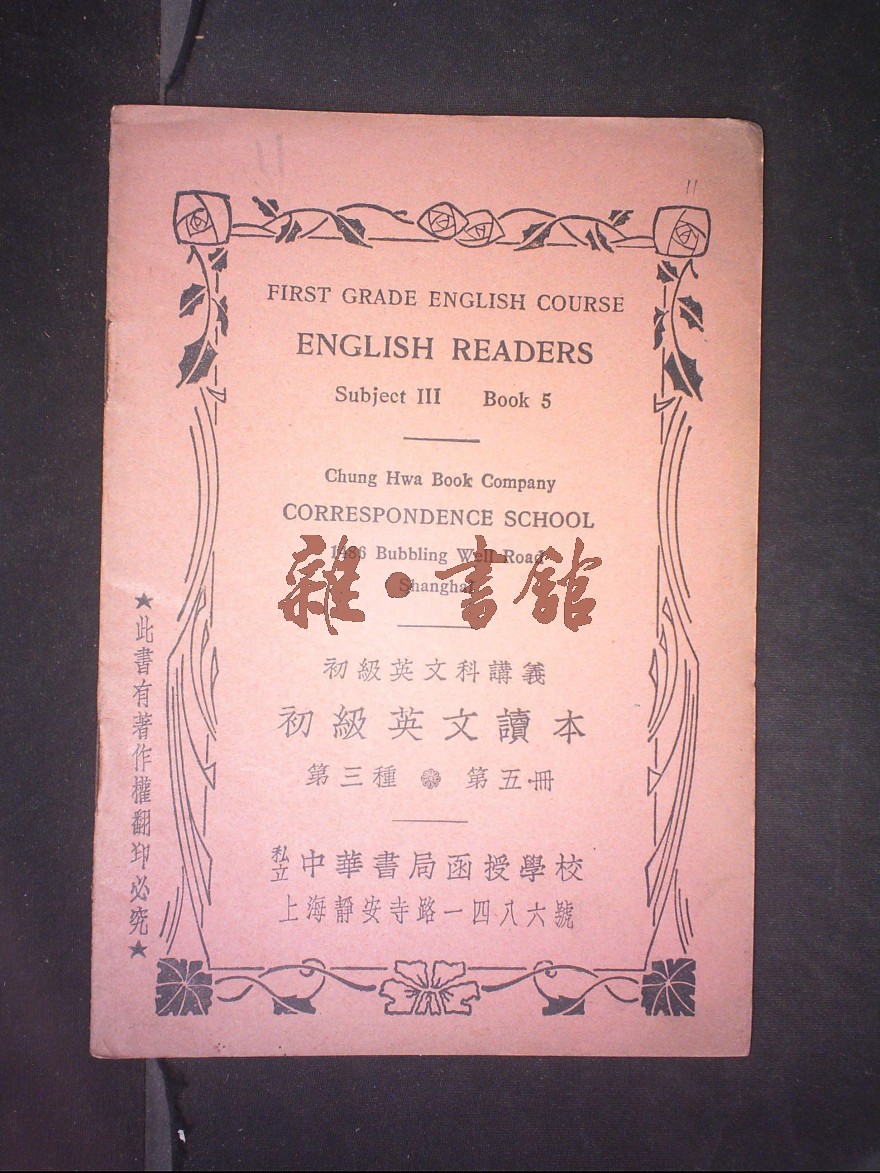 11
11
FIRST GRADE ENGLISH COURSE
ENGLISH READERS
Subject III Book 5
Chung Hwa Book Company
CORRESPONDENCE SCHOOL
1486 Bubbling Well Road
Shanghai
雜·書館
初級英文科講義
初級英文讀本
第三種 第五冊
私立中華書局函授學校
上海靜安寺路一四八六號
★此書有著作權翻印必究★